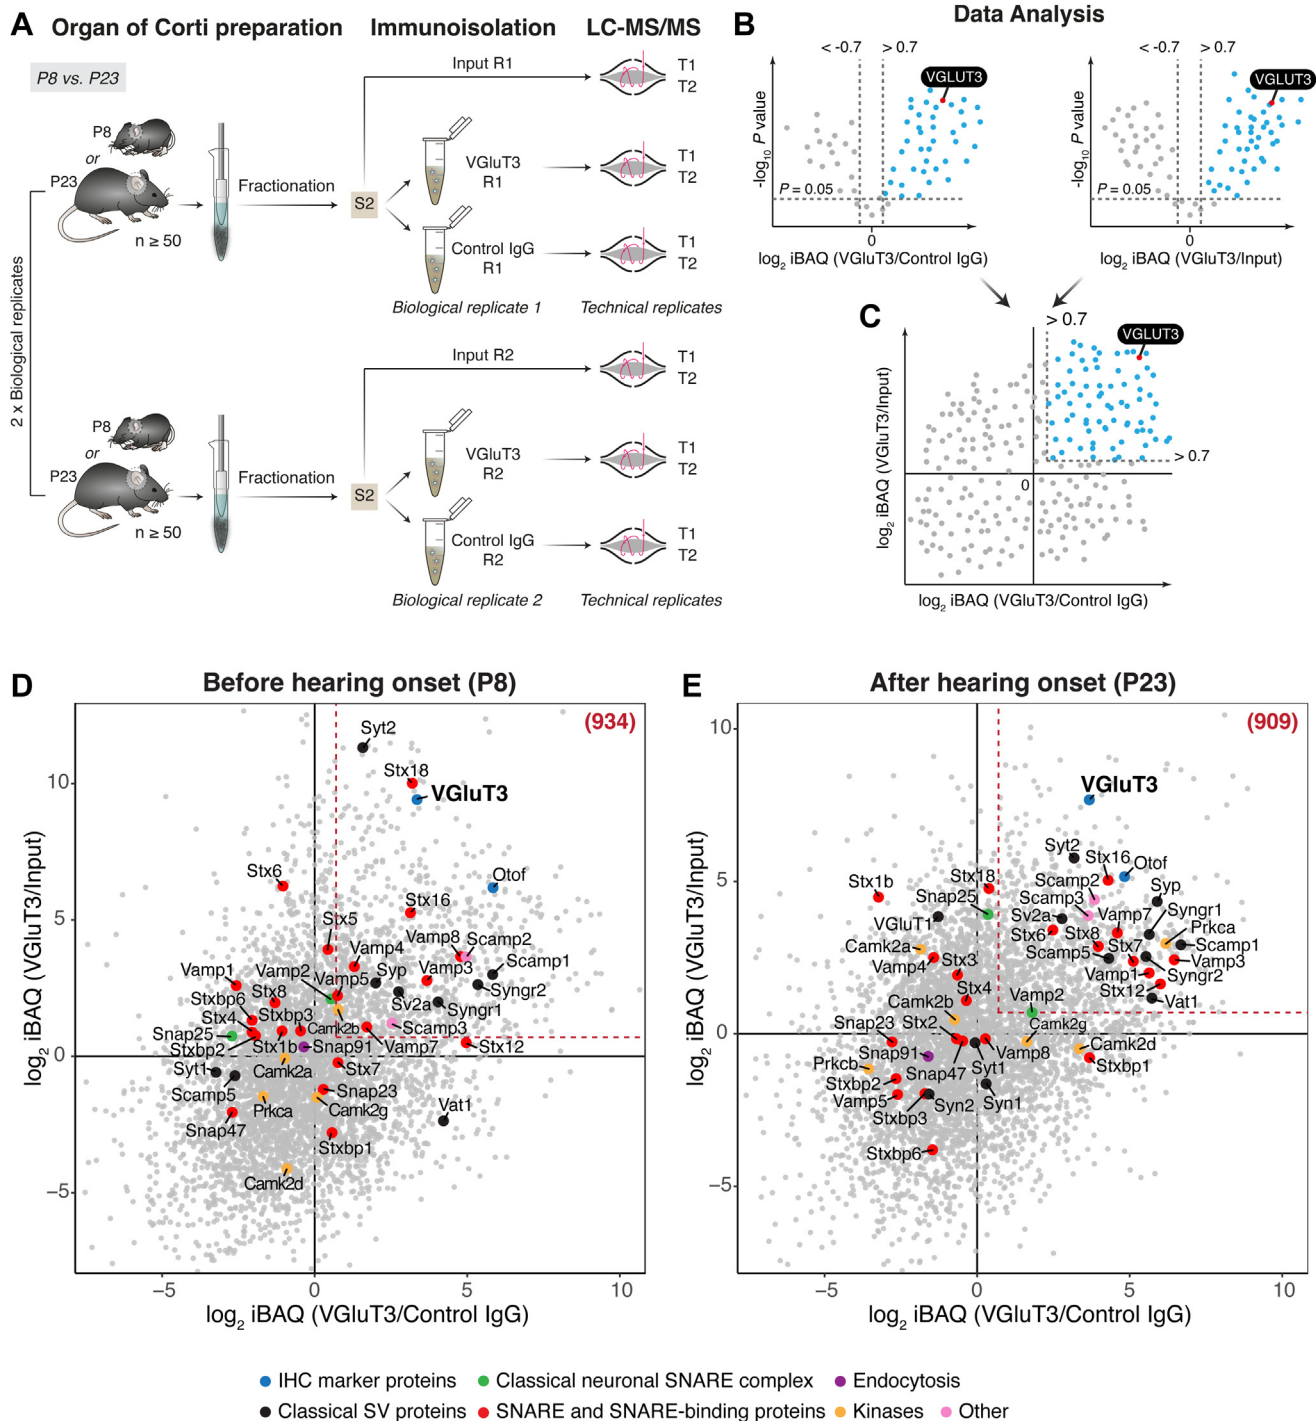 A
Organ of Corti preparation
Immunoisolation
LC-MS/MS
P8 vs. P23
P8
or
P23
n ≥ 50
Fractionation
S2
Input R1
VGluT3
R1
Control IgG
R1
T1
T2
T1
T2
T1
T2
Biological replicate 1
Technical replicates
2 x Biological replicates
P8
or
P23
n ≥ 50
Fractionation
S2
Input R2
VGluT3
R2
Control IgG
R2
T1
T2
T1
T2
T1
T2
Biological replicate 2
Technical replicates
B
Data Analysis
< -0.7
> 0.7
VGLUT3
-log10 P value
P = 0.05
0
log2 iBAQ (VGluT3/Control IgG)
< -0.7
> 0.7
VGLUT3
-log10 P value
P = 0.05
0
log2 iBAQ (VGluT3/Input)
C
> 0.7
VGLUT3
> 0.7
0
log2 iBAQ (VGluT3/Input)
log2 iBAQ (VGluT3/Control IgG)
D
Before hearing onset (P8)
(934)
Syt2
Stx18
VGluT3
Stx6
Otof
Stx16
Stx5
Vamp8
Scamp2
Vamp4
Vamp1
Vamp2
Vamp5
Syp
Vamp3
Scamp1
Stxbp6
Stx8
Syngr2
Stx4
Stxbp3
Sv2a
Syngr1
Snap25
Camk2b
Scamp3
Stxbp2
Stx1b
Snap91
Vamp7
Stx12
Syt1
Camk2a
Stx7
Scamp5
Snap23
Prkca
Camk2g
Vat1
Snap47
Stxbp1
Camk2d
10
5
0
−5
−5
0
5
10
log2 iBAQ (VGluT3/Input)
log2 iBAQ (VGluT3/Control IgG)
E
After hearing onset (P23)
(909)
VGluT3
Syt2
Stx16
Otof
Stx1b
Stx18
Scamp2
Syp
Snap25
Scamp3
VGluT1
Sv2a
Vamp7
Syngr1
Camk2a
Stx6
Stx8
Prkca
Vamp4
Stx3
Scamp5
Stx7
Scamp1
Vamp3
Stx4
Vamp1
Syngr2
Camk2b
Vamp2
Stx12
Vat1
Snap23
Stx2
Camk2g
Snap91
Vamp8
Camk2d
Prkcb
Snap47
Syt1
Stxbp1
Stxbp2
Vamp5
Stxbp3
Syn2
Syn1
Stxbp6
10
5
0
−5
−5
0
5
10
log2 iBAQ (VGluT3/Input)
log2 iBAQ (VGluT3/Control IgG)
IHC marker proteins
Classical neuronal SNARE complex
Endocytosis
Classical SV proteins
SNARE and SNARE-binding proteins
Kinases
Other